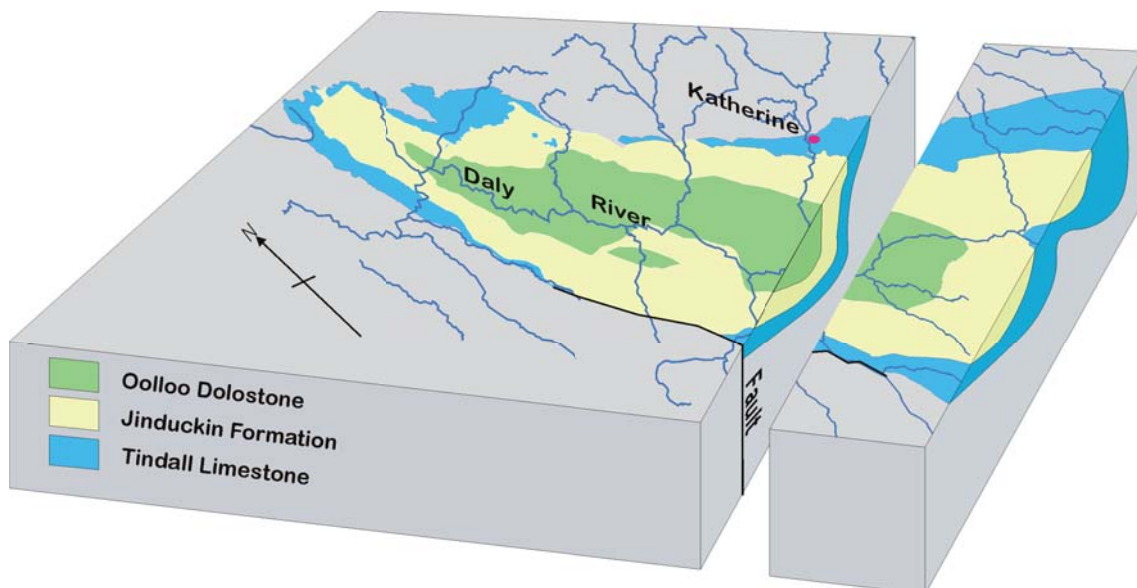 Katherine
Daly
River
N
Fault
Oolloo Dolostone
Jinduckin Formation
Tindall Limestone